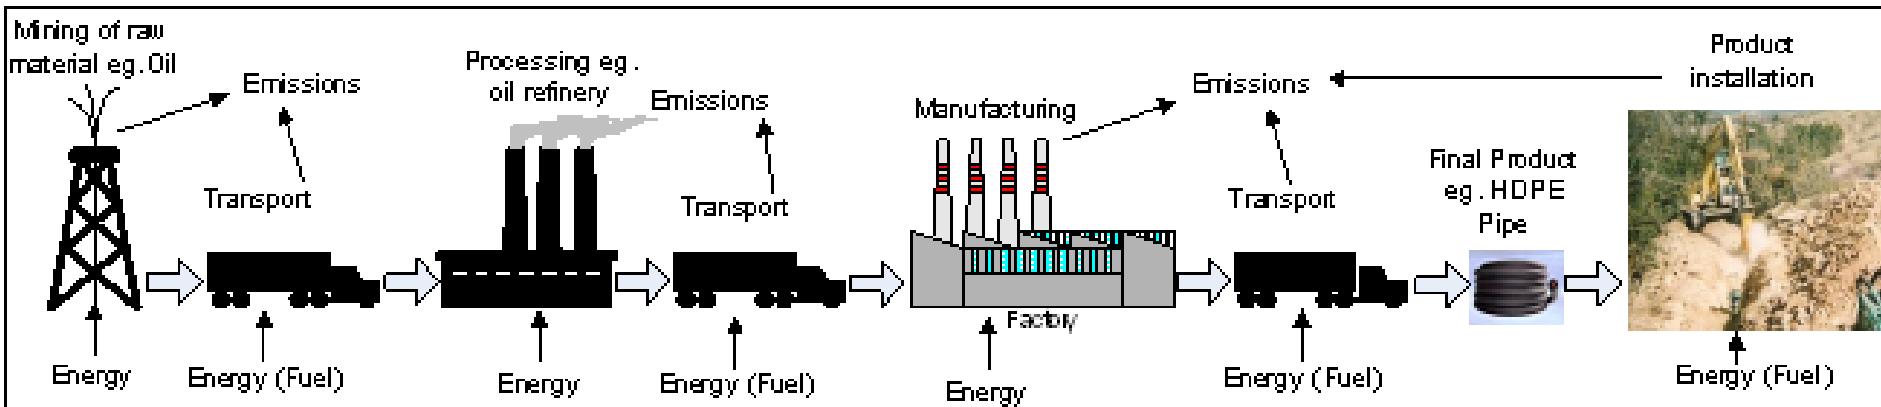 Mining of raw
material eg. Oil
Emissions
Transport
Energy
Energy (Fuel)
Processing eg.
oil refinery
Emissions
Transport
Energy
Energy (Fuel)
Manufacturing
Factory
Energy
Emissions
Transport
Energy (Fuel)
Final Product
eg. HDPE
Pipe
Product
installation
Energy (Fuel)